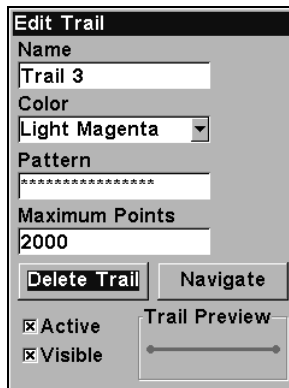 Edit Trail
Name
Trail 3
Color
Light Magenta
Pattern
***************
Maximum Points
2000
Delete Trail Navigate
Active
Visible
Trail Preview